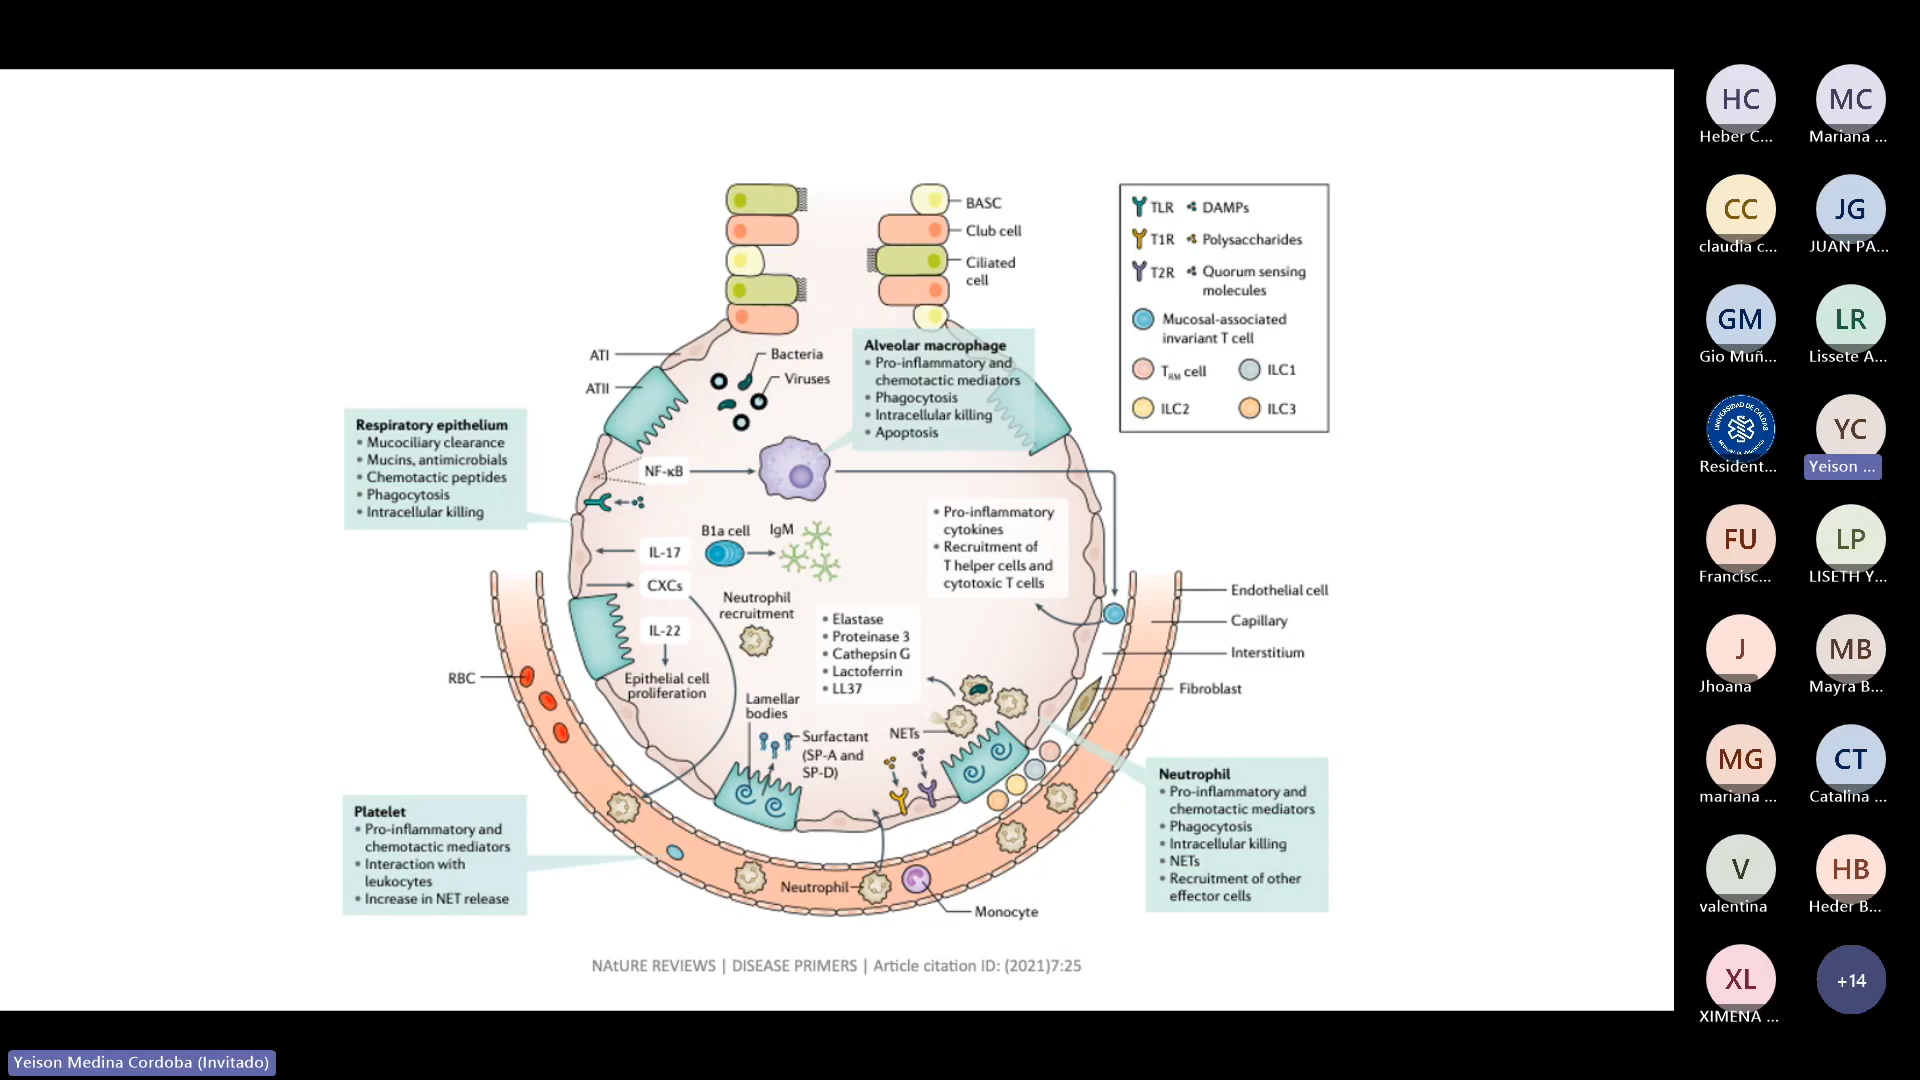 BASC
Club cell
Ciliated
cell
TLR
DAMPs
T1R
Polysaccharides
T2R
Quorum sensing
molecules
Mucosal-associated
invariant T cell
TRM cell
ILC1
ILC2
ILC3
ATI
ATII
Bacteria
Viruses
Alveolar macrophage
• Pro-inflammatory and
chemotactic mediators
• Phagocytosis
• Intracellular killing
• Apoptosis
Respiratory epithelium
• Mucociliary clearance
• Mucins, antimicrobials
• Chemotactic peptides
• Phagocytosis
• Intracellular killing
NF-κB
B1a cell
IgM
IL-17
CXCs
IL-22
Epithelial cell
proliferation
Neutrophil
recruitment
• Pro-inflammatory
cytokines
• Recruitment of
T helper cells and
cytotoxic T cells
• Elastase
• Proteinase 3
• Cathepsin G
• Lactoferrin
• LL37
Lamellar
bodies
Surfactant
(SP-A and
SP-D)
NETs
Endothelial cell
Capillary
Interstitium
Fibroblast
RBC
Platelet
• Pro-inflammatory and
chemotactic mediators
• Interaction with
leukocytes
• Increase in NET release
Neutrophil
Monocyte
Neutrophil
• Pro-inflammatory and
chemotactic mediators
• Phagocytosis
• Intracellular killing
• NETs
• Recruitment of other
effector cells
NAtURE REVIEWS | DISEASE PRIMERS | Article citation ID: (2021)7:25
HC
Heber C...
MC
Mariana ...
CC
claudia c...
JG
JUAN PA...
GM
Gio Muñ...
LR
Lissete A...
UNIVERSIDAD DE CALDAS
Resident...
YC
Yeison ...
FU
Francisc...
LP
LISETH Y...
J
Jhoana
MB
Mayra B...
MG
mariana ...
CT
Catalina ...
V
valentina
HB
Heder B...
XL
XIMENA ...
+14
Yeison Medina Cordoba (Invitado)